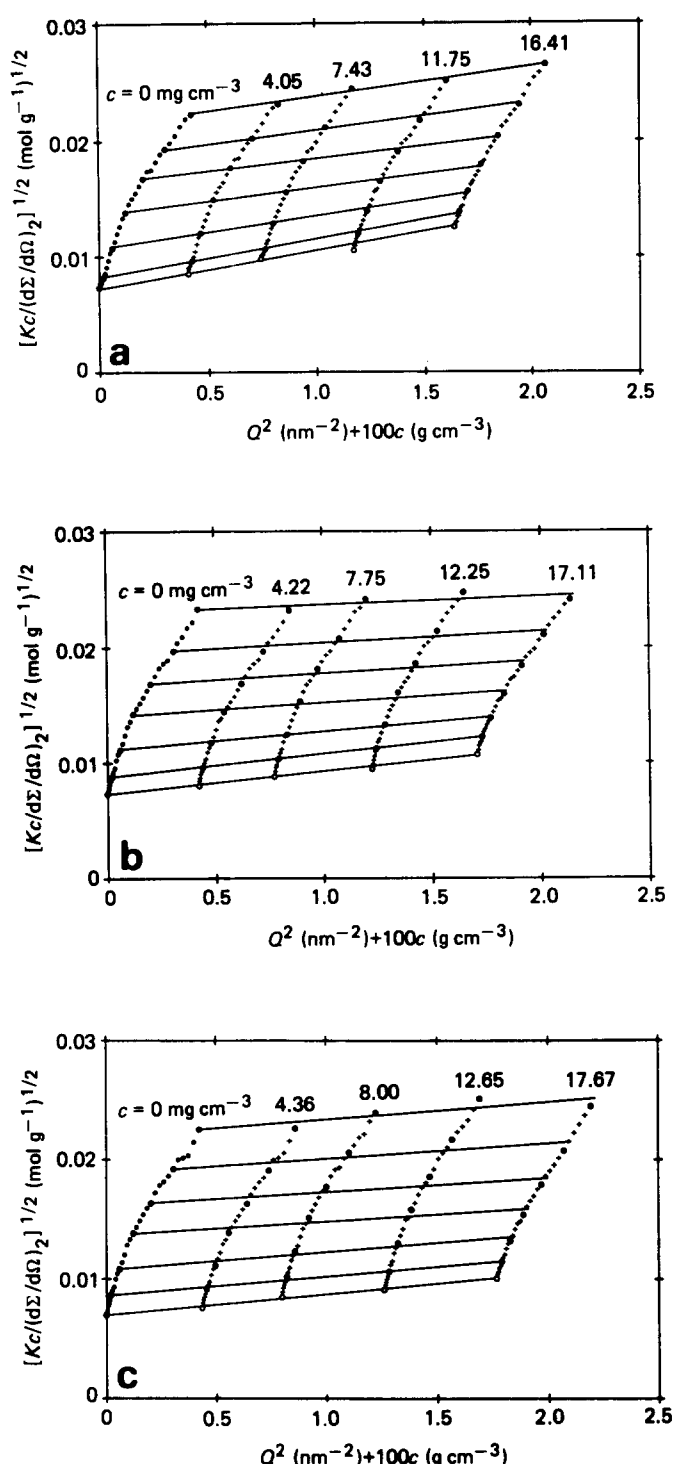 0.03
16.41
11.75
7.43
4.05
c = 0 mg cm−3
0.02
0.01
0
[Kc/(dΣ/dΩ)2] 1/2 (mol g−1)1/2
a
0 0.5 1.0 1.5 2.0 2.5
Q2 (nm−2)+100c (g cm−3)
0.03
c = 0 mg cm−3 4.22 7.75 12.25 17.11
0.02
0.01
0
[Kc/dΣ/dΩ)2] 1/2 (mol g−1)1/2
b
0 0.5 1.0 1.5 2.0 2.5
Q2 (nm−2)+100c (g cm−3)
0.03
c = 0 mg cm−3 4.36 8.00 12.65 17.67
0.02
0.01
0
[Kc/(dΣ/dΩ)2] 1/2 (mol g−1)1/2
c
0 0.5 1.0 1.5 2.0 2.5
Q2 (nm−2)+100c (g cm−3)